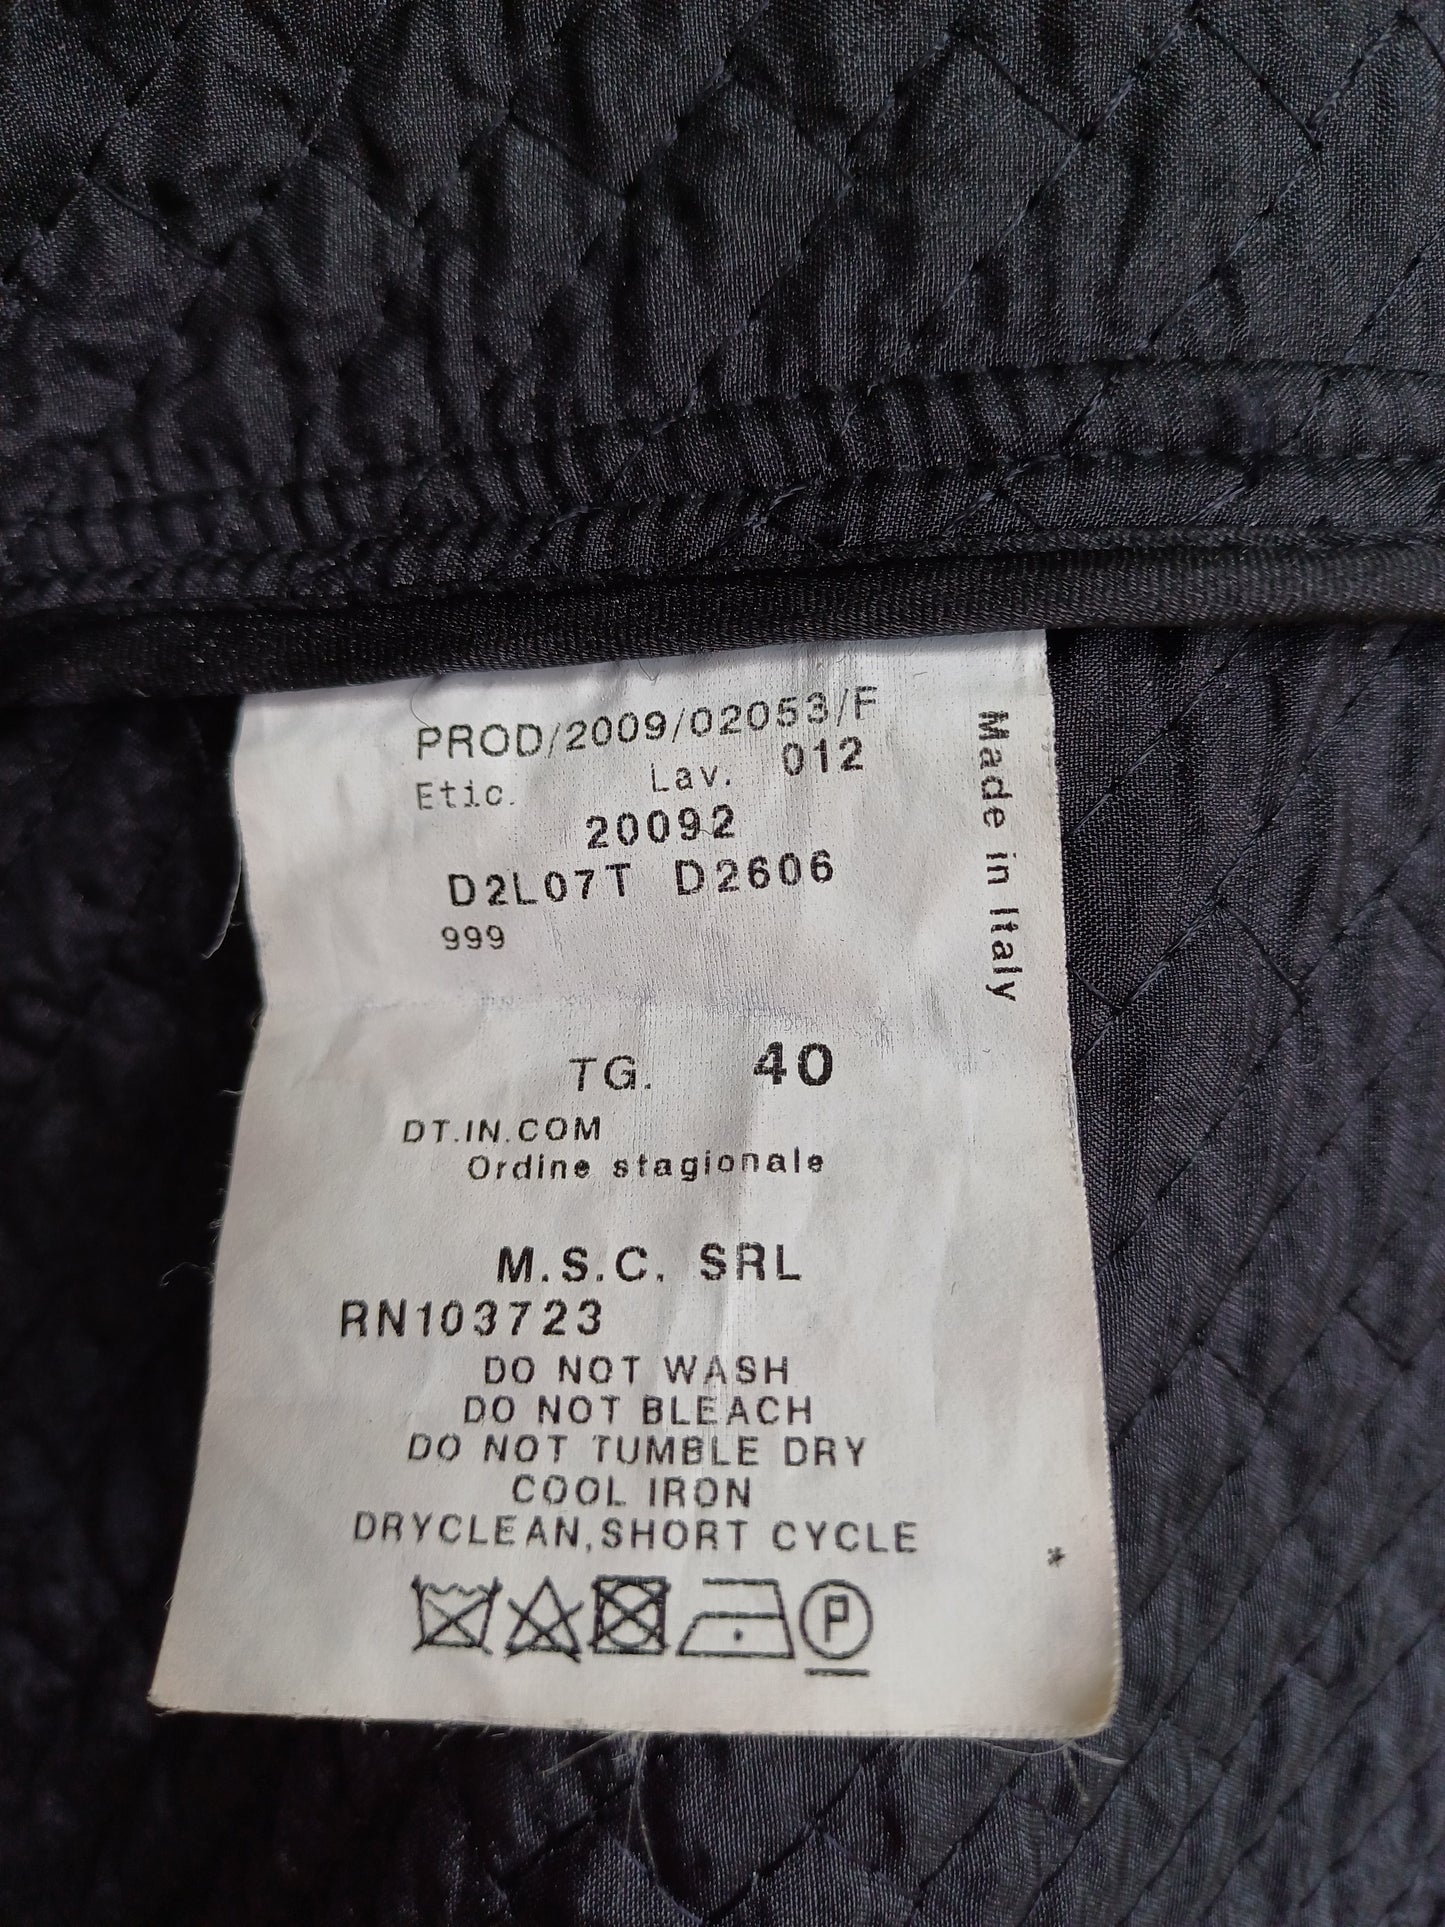 PROD/2009/02053/F
Etic. Lav. 012
20092
D2L07T D2606
999
Made in Italy
TG. 40
DT.IN.COM
Ordine stagionale
M.S.C. SRL
RN103723
DO NOT WASH
DO NOT BLEACH
DO NOT TUMBLE DRY
COOL IRON
DRYCLEAN,SHORT CYCLE
*
P